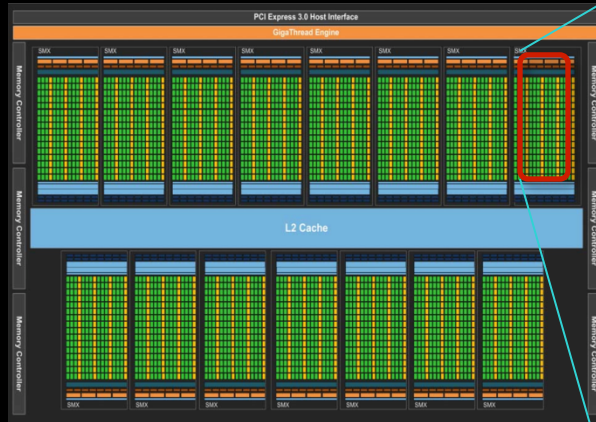 PCI Express 3.0 Host Interface
GigaThread Engine
SMX SMX SMX SMX SMX SMX SMX SMX
Memory Controller
Memory Controller
Memory Controller
Memory Controller
Memory Controller
Memory Controller
L2 Cache
SMX SMX SMX SMX SMX SMX SMX